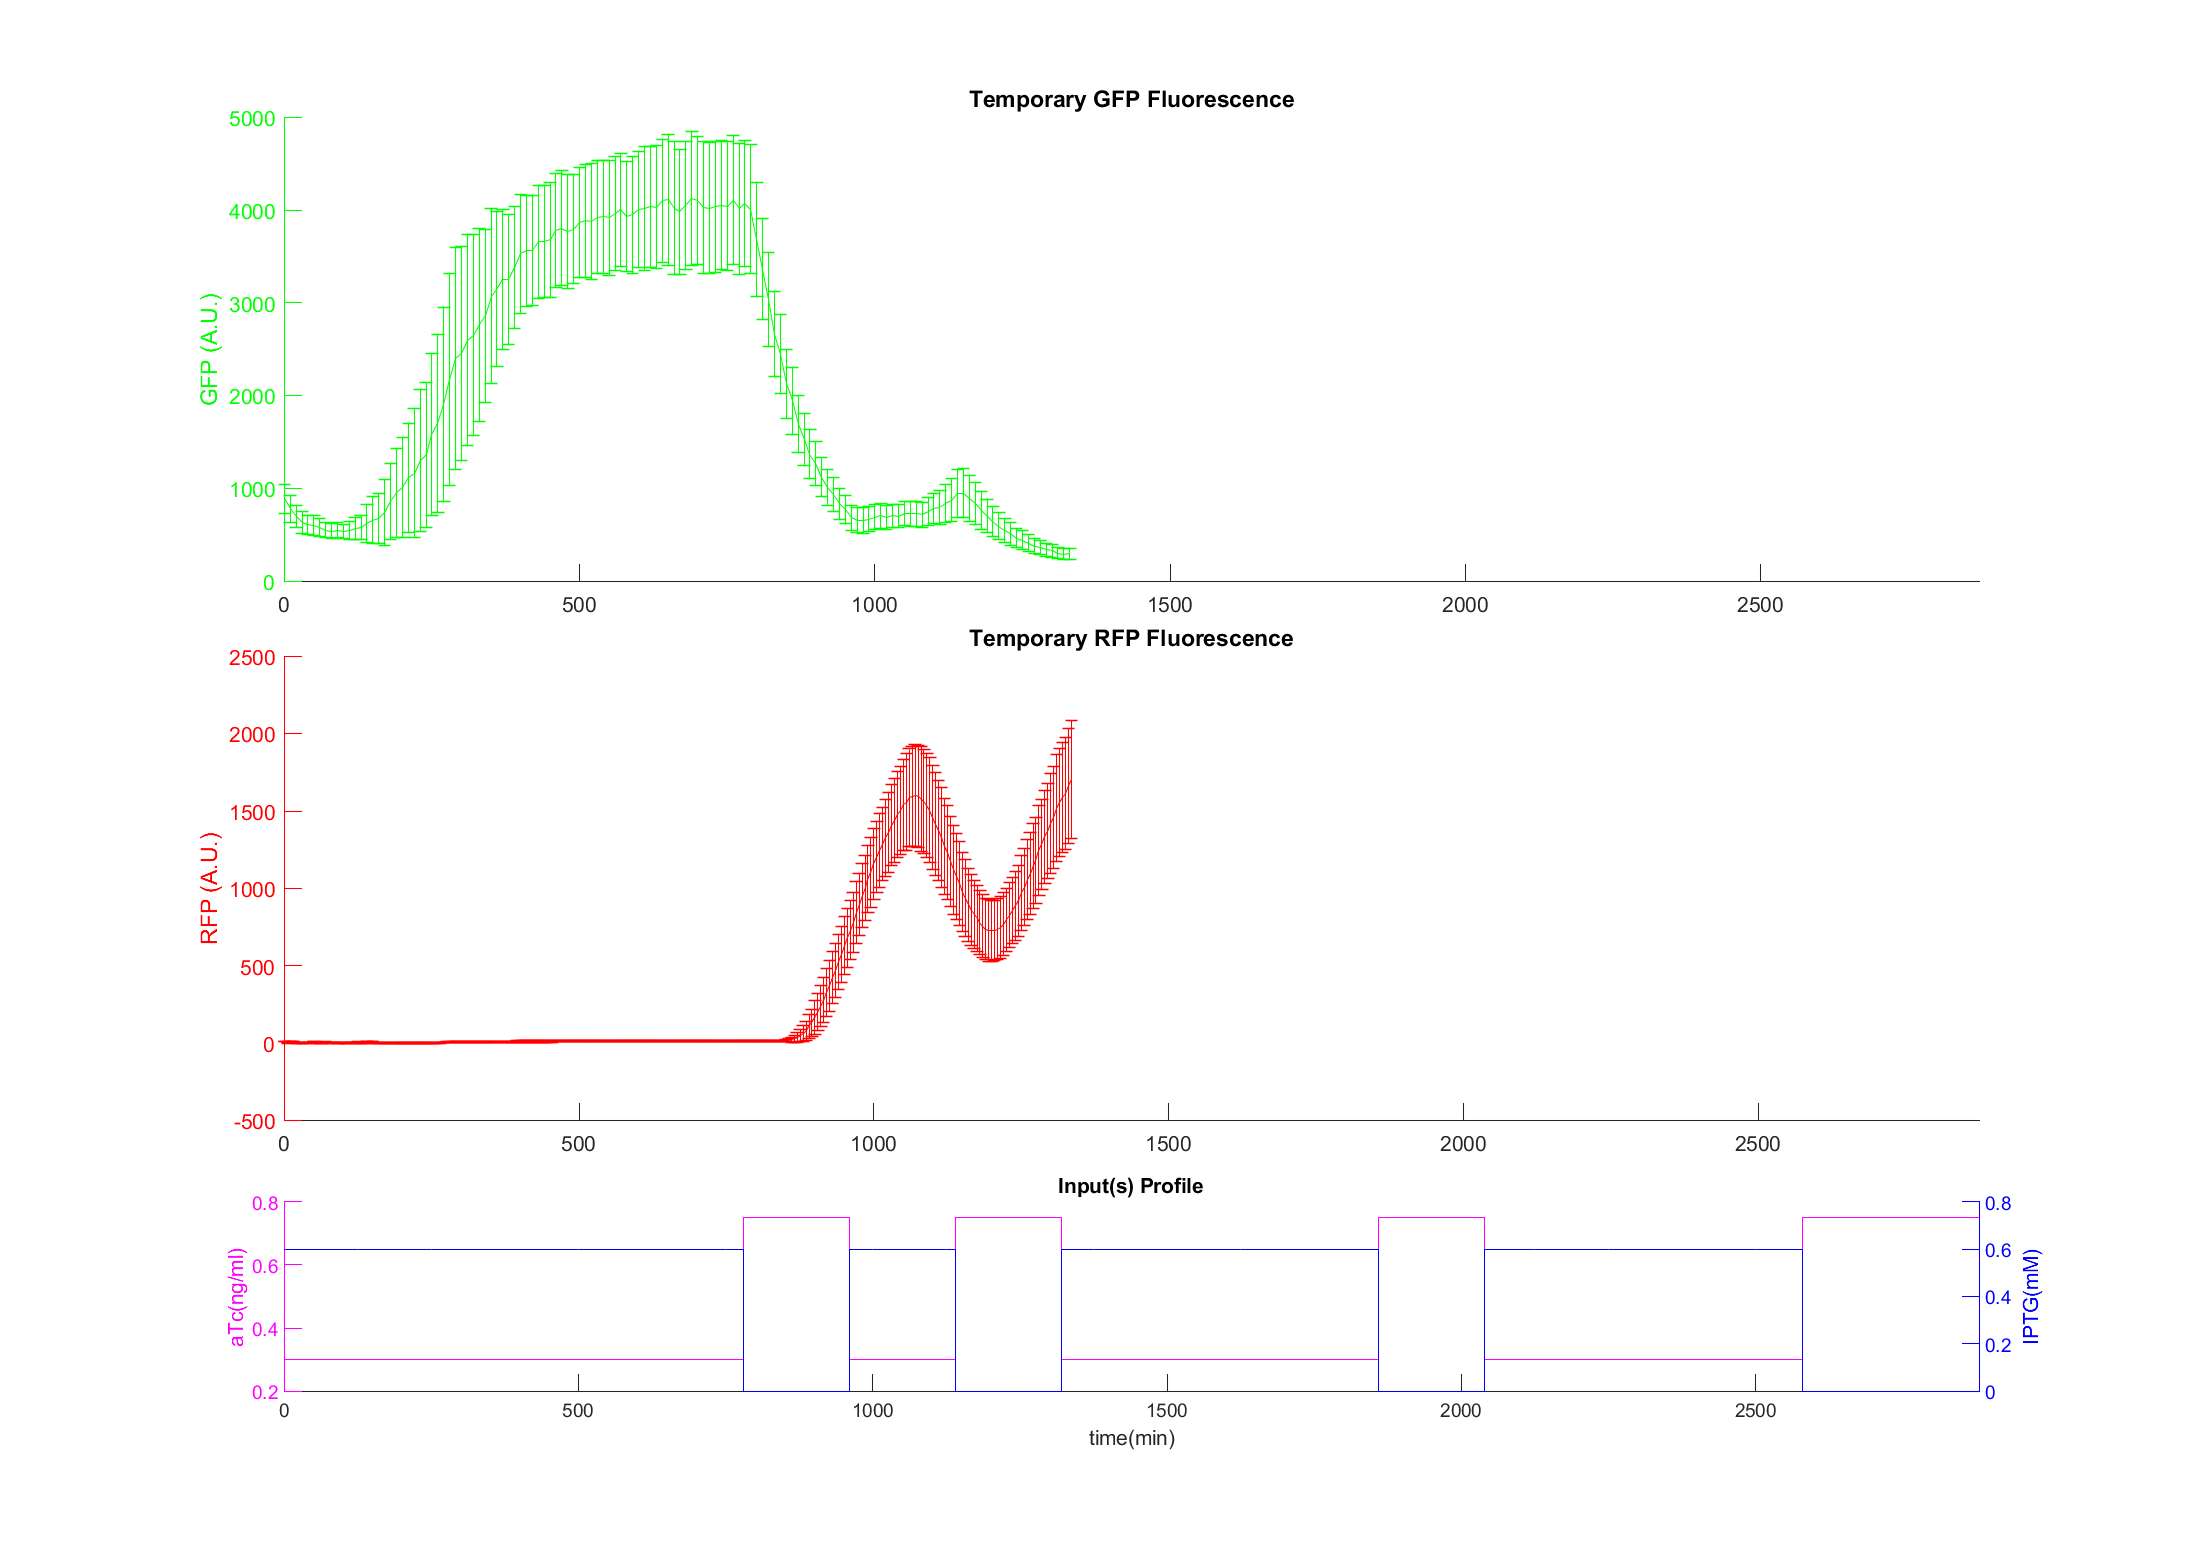 Temporary GFP Fluorescence
GFP (A.U.)
5000
4000
3000
2000
1000
0
0 500 1000 1500 2000 2500
Temporary RFP Fluorescence
RFP (A.U.)
2500
2000
1500
1000
500
0
-500
0 500 1000 1500 2000 2500
Input(s) Profile
aTc(ng/ml)
0.8
0.6
0.4
0.2
IPTG(mM)
0.8
0.6
0.4
0.2
0
0 500 1000 1500 2000 2500
time(min)